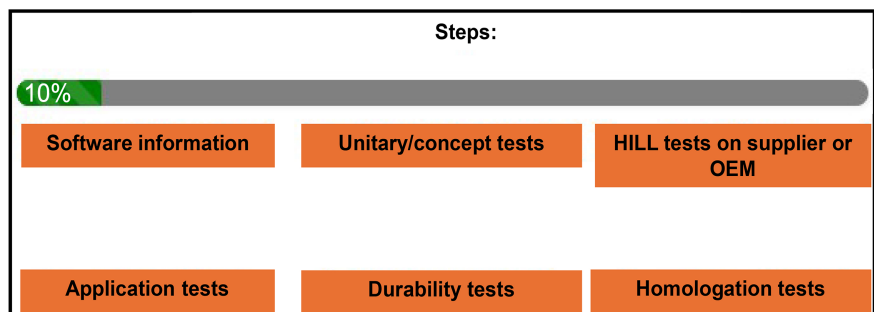 Steps:
10%
Software information
Unitary/concept tests
HILL tests on supplier or
OEM
Application tests
Durability tests
Homologation tests